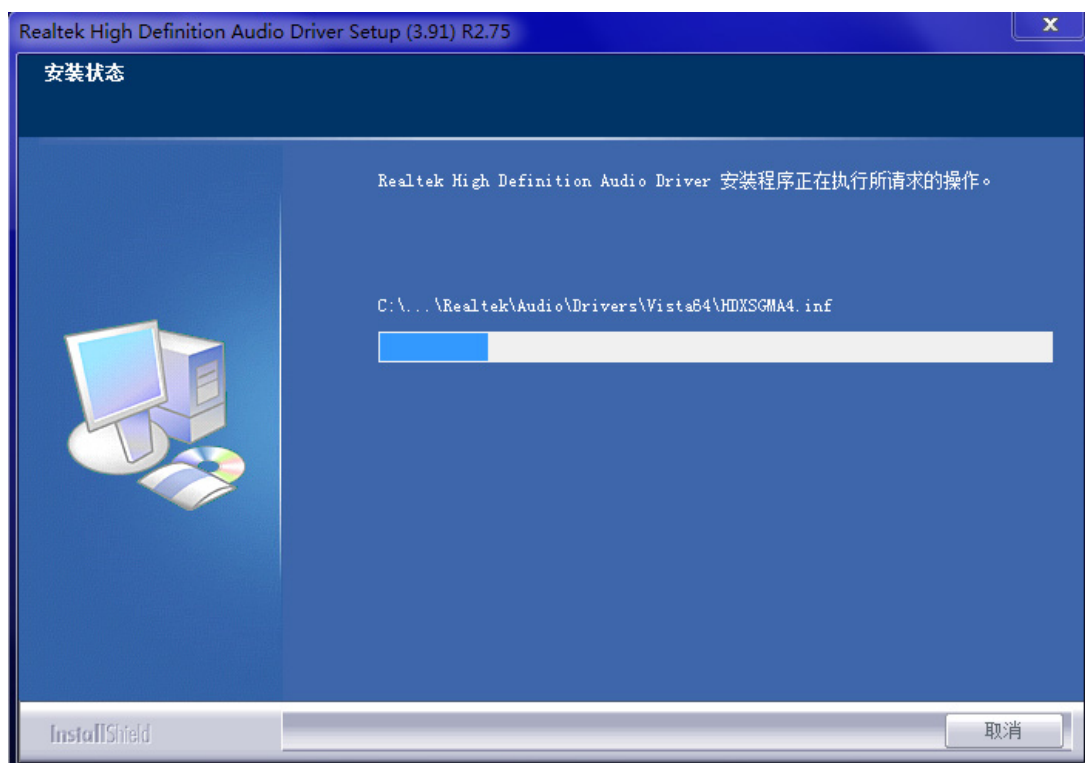 Realtek High Definition Audio Driver Setup (3.91) R2.75
安装状态
Realtek High Definition Audio Driver 安装程序正在执行所请求的操作。
C:\...\Realtek\Audio\Drivers\Vista64\HDXSGMA4.inf
InstallShield
取消